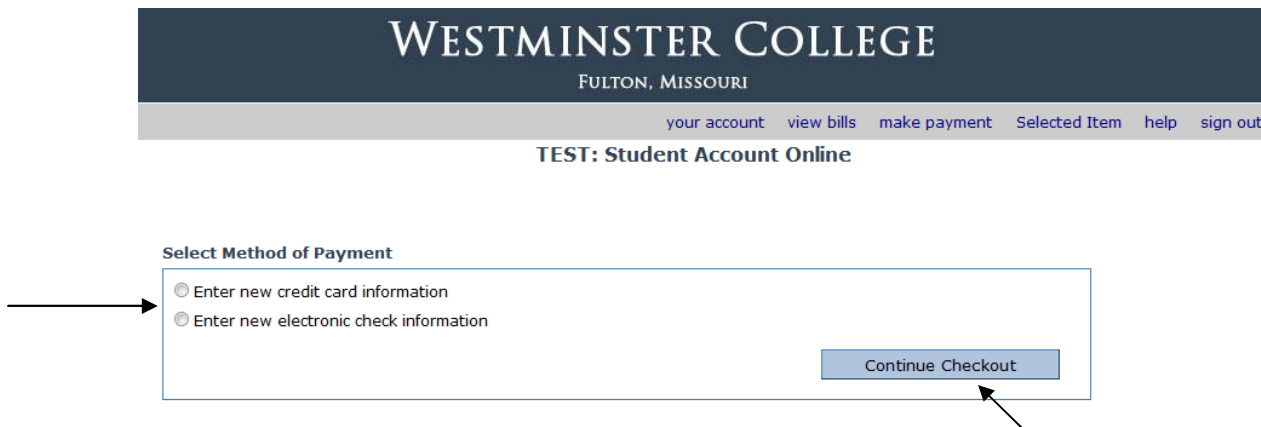 WESTMINSTER COLLEGE
FULTON, MISSOURI
your account view bills make payment Selected Item help sign out
TEST: Student Account Online
Select Method of Payment
Enter new credit card information
Enter new electronic check information
Continue Checkout